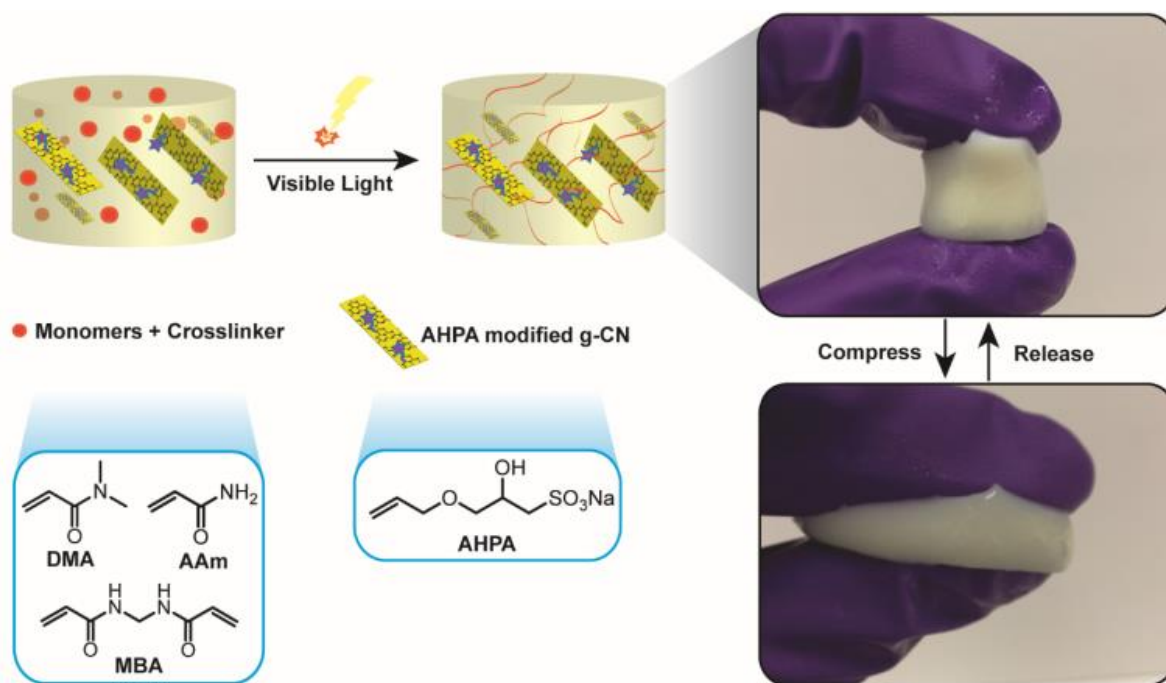 Visible Light
Monomers + Crosslinker
AHPA modified g-CN
Compress
Release
N
O
DMA
NH₂
O
AAm
H
N
H
N
O
O
MBA
OH
O
SO₃Na
AHPA